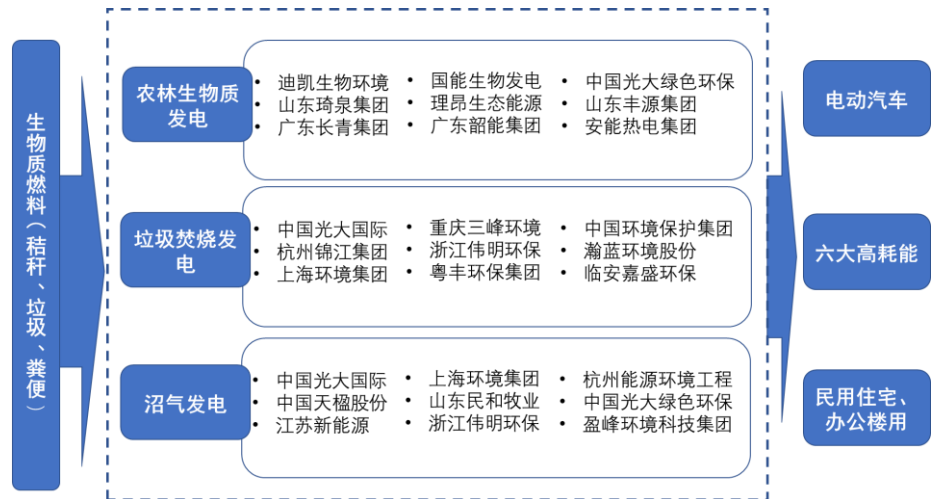 生物质燃料（秸秆、垃圾、粪便）
农林生物质
发电
• 迪凯生物环境
• 山东琦泉集团
• 广东长青集团
• 国能生物发电
• 理昂生态能源
• 广东韶能集团
• 中国光大绿色环保
• 山东丰源集团
• 安能热电集团
垃圾焚烧发
电
• 中国光大国际
• 杭州锦江集团
• 上海环境集团
• 重庆三峰环境
• 浙江伟明环保
• 粤丰环保集团
• 中国环境保护集团
• 瀚蓝环境股份
• 临安嘉盛环保
沼气发电
• 中国光大国际
• 中国天楹股份
• 江苏新能源
• 上海环境集团
• 山东民和牧业
• 浙江伟明环保
• 杭州能源环境工程
• 中国光大绿色环保
• 盈峰环境科技集团
电动汽车
六大高耗能
民用住宅、
办公楼用